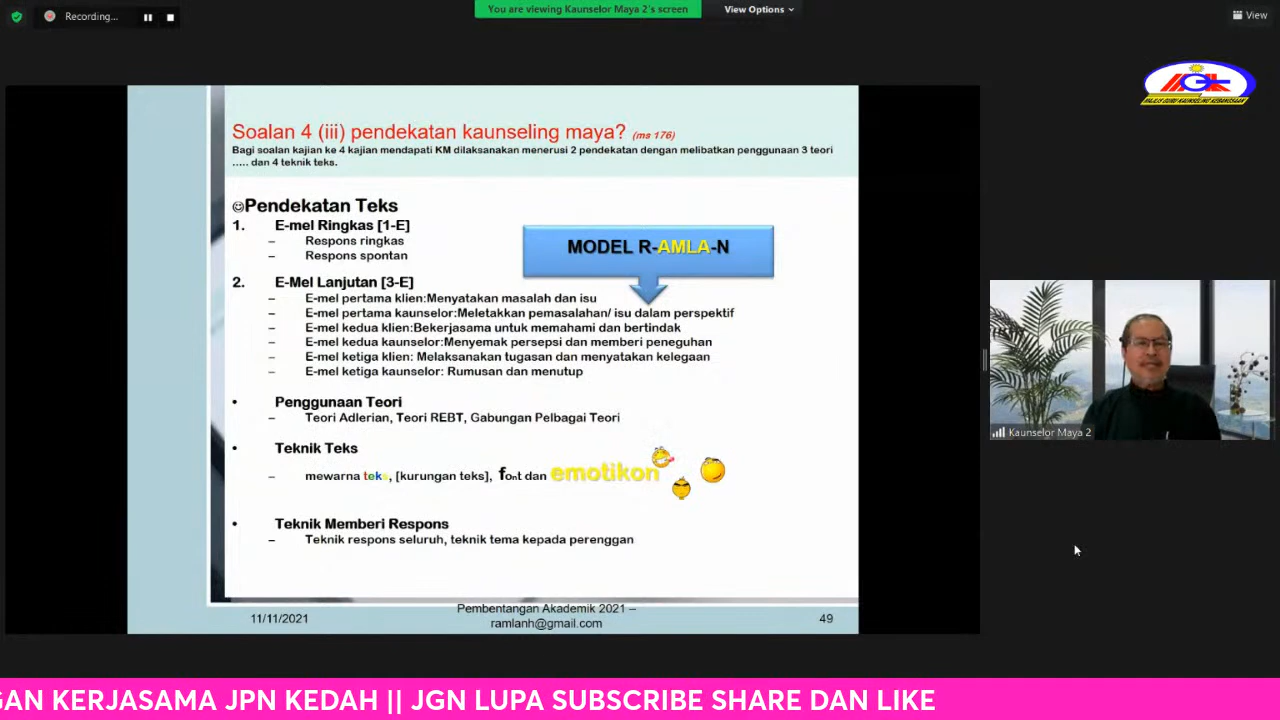 Recording...
You are viewing Kaunselor Maya 2's screen
View Options
View
MAJLIS GURU KAUNSELING KEBANGSAAN
Soalan 4 (iii) pendekatan kaunseling maya? (ms 176)
Bagi soalan kajian ke 4 kajian mendapati KM dilaksanakan menerusi 2 pendekatan dengan melibatkan penggunaan 3 teori
..... dan 4 teknik teks.
☺Pendekatan Teks
1. E-mel Ringkas [1-E]
– Respons ringkas
– Respons spontan
MODEL R-AMLA-N
2. E-Mel Lanjutan [3-E]
– E-mel pertama klien:Menyatakan masalah dan isu
– E-mel pertama kaunselor:Meletakkan pemasalahan/ isu dalam perspektif
– E-mel kedua klien:Bekerjasama untuk memahami dan bertindak
– E-mel kedua kaunselor:Menyemak persepsi dan memberi peneguhan
– E-mel ketiga klien: Melaksanakan tugasan dan menyatakan kelegaan
– E-mel ketiga kaunselor: Rumusan dan menutup
• Penggunaan Teori
– Teori Adlerian, Teori REBT, Gabungan Pelbagai Teori
• Teknik Teks
– mewarna teks, [kurungan teks], font dan emotikon
• Teknik Memberi Respons
– Teknik respons seluruh, teknik tema kepada perenggan
11/11/2021
Pembentangan Akademik 2021 –
ramlanh@gmail.com
49
Kaunselor Maya 2
GAN KERJASAMA JPN KEDAH || JGN LUPA SUBSCRIBE SHARE DAN LIKE